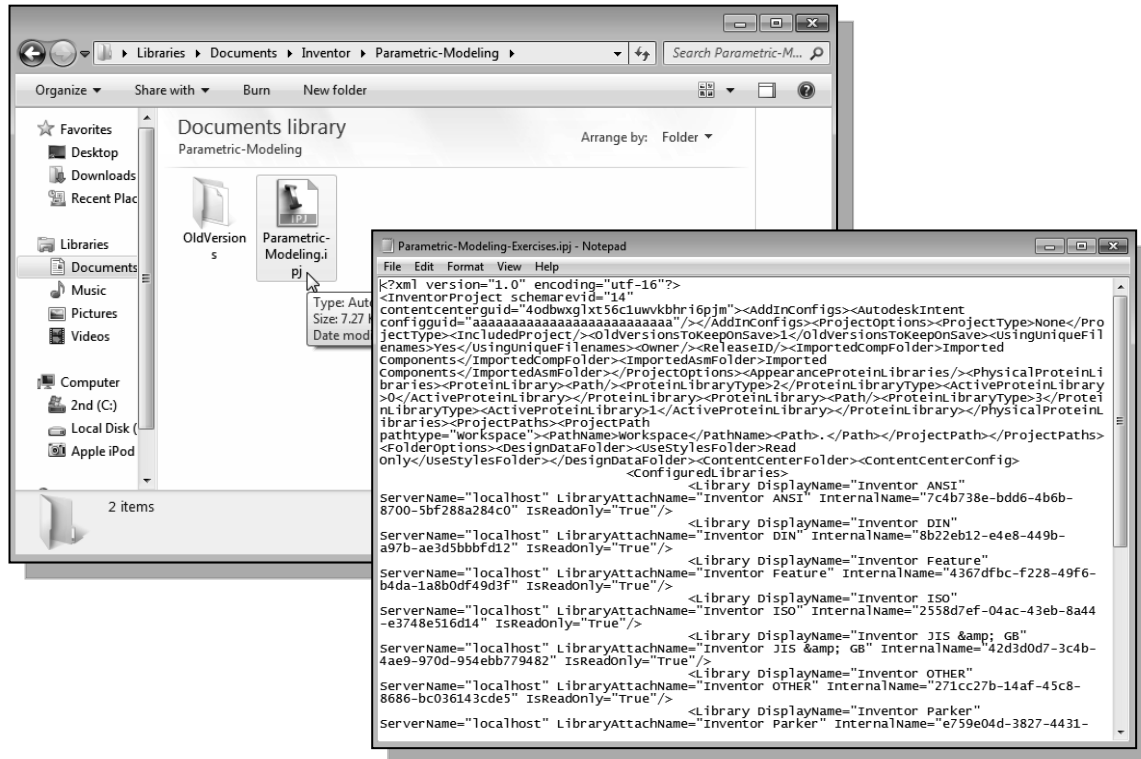 Libraries ▸ Documents ▸ Inventor ▸ Parametric-Modeling ▸
Search Parametric-M...
Organize ▾ Share with ▾ Burn New folder
Favorites
Desktop
Downloads
Recent Plac
Libraries
Documents
Music
Pictures
Videos
Computer
2nd (C:)
Local Disk (
Apple iPod
Documents library
Parametric-Modeling
Arrange by: Folder ▾
OldVersion
s
IPJ
Parametric-
Modeling.i
pj
Type: Auto
Size: 7.27 K
Date mod
2 items
Parametric-Modeling-Exercises.ipj - Notepad
File Edit Format View Help
<?xml version="1.0" encoding="utf-16"?>
<InventorProject schemarevid="14"
contentcenterguid="4odbwxglxt56c1uwvkbhri6pjm"><AddInConfigs><AutodeskIntent
configguid="aaaaaaaaaaaaaaaaaaaaaaaaaa"/></AddInConfigs><ProjectOptions><ProjectType>None</Pro
jectType><IncludedProject/><OldVersionsToKeepOnSave>1</OldVersionsToKeepOnSave><UsingUniqueFil
enames>Yes</UsingUniqueFilenames><Owner/><ReleaseID/><ImportedCompFolder>Imported
Components</ImportedCompFolder><ImportedAsmFolder>Imported
Components</ImportedAsmFolder></ProjectOptions><AppearanceProteinLibraries/><PhysicalProteinLi
braries><ProteinLibrary><Path/><ProteinLibraryType>2</ProteinLibraryType><ActiveProteinLibrary
>0</ActiveProteinLibrary></ProteinLibrary><ProteinLibrary><Path/><ProteinLibraryType>3</Protei
nLibraryType><ActiveProteinLibrary>1</ActiveProteinLibrary></ProteinLibrary></PhysicalProteinL
ibraries><ProjectPaths><ProjectPath
pathtype="Workspace"><PathName>Workspace</PathName><Path>.</Path></ProjectPath></ProjectPaths>
<FolderOptions><DesignDataFolder><UseStylesFolder>Read
Only</UseStylesFolder></DesignDataFolder><ContentCenterFolder><ContentCenterConfig>
<ConfiguredLibraries>
<Library DisplayName="Inventor ANSI"
ServerName="localhost" LibraryAttachName="Inventor ANSI" InternalName="7c4b738e-bdd6-4b6b-
8700-5bf288a284c0" IsReadOnly="True"/>
<Library DisplayName="Inventor DIN"
ServerName="localhost" LibraryAttachName="Inventor DIN" InternalName="8b22eb12-e4e8-449b-
a97b-ae3d5bbbfd12" IsReadOnly="True"/>
<Library DisplayName="Inventor Feature"
ServerName="localhost" LibraryAttachName="Inventor Feature" InternalName="4367dfbc-f228-49f6-
b4da-1a8b0df49d3f" IsReadOnly="True"/>
<Library DisplayName="Inventor ISO"
ServerName="localhost" LibraryAttachName="Inventor ISO" InternalName="2558d7ef-04ac-43eb-8a44
-e3748e516d14" IsReadOnly="True"/>
<Library DisplayName="Inventor JIS &amp; GB"
ServerName="localhost" LibraryAttachName="Inventor JIS &amp; GB" InternalName="42d3d0d7-3c4b-
4ae9-970d-954ebb779482" IsReadOnly="True"/>
<Library DisplayName="Inventor OTHER"
ServerName="localhost" LibraryAttachName="Inventor OTHER" InternalName="271cc27b-14af-45c8-
8686-bc036143cde5" IsReadOnly="True"/>
<Library DisplayName="Inventor Parker"
ServerName="localhost" LibraryAttachName="Inventor Parker" InternalName="e759e04d-3827-4431-